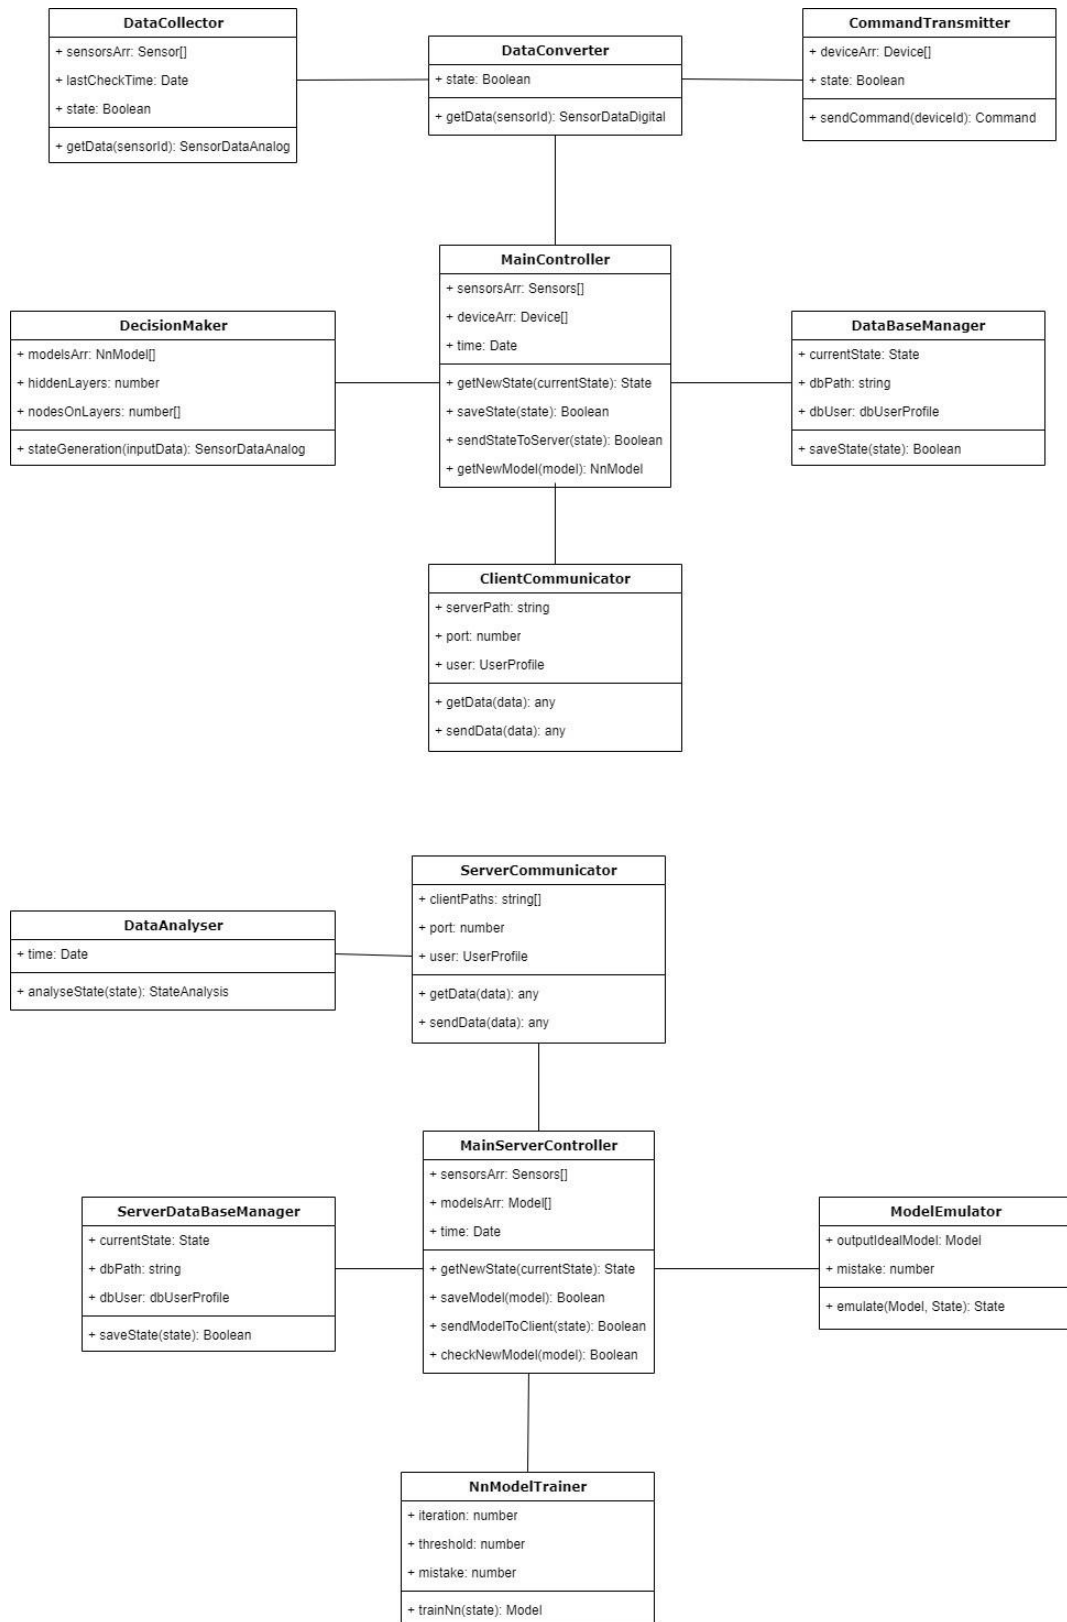 DataCollector
+ sensorsArr: Sensor[]
+ lastCheckTime: Date
+ state: Boolean
+ getData(sensorId): SensorDataAnalog
DataConverter
+ state: Boolean
+ getData(sensorId): SensorDataDigital
CommandTransmitter
+ deviceArr: Device[]
+ state: Boolean
+ sendCommand(deviceId): Command
MainController
+ sensorsArr: Sensors[]
+ deviceArr: Device[]
+ time: Date
+ getNewState(currentState): State
+ saveState(state): Boolean
+ sendStateToServer(state): Boolean
+ getNewModel(model): NnModel
DecisionMaker
+ modelsArr: NnModel[]
+ hiddenLayers: number
+ nodesOnLayers: number[]
+ stateGeneration(inputData): SensorDataAnalog
DataBaseManager
+ currentState: State
+ dbPath: string
+ dbUser: dbUserProfile
+ saveState(state): Boolean
ClientCommunicator
+ serverPath: string
+ port: number
+ user: UserProfile
+ getData(data): any
+ sendData(data): any
ServerCommunicator
+ clientPaths: string[]
+ port: number
+ user: UserProfile
+ getData(data): any
+ sendData(data): any
DataAnalyser
+ time: Date
+ analyseState(state): StateAnalysis
MainServerController
+ sensorsArr: Sensors[]
+ modelsArr: Model[]
+ time: Date
+ getNewState(currentState): State
+ saveModel(model): Boolean
+ sendModelToClient(state): Boolean
+ checkNewModel(model): Boolean
ServerDataBaseManager
+ currentState: State
+ dbPath: string
+ dbUser: dbUserProfile
+ saveState(state): Boolean
ModelEmulator
+ outputIdealModel: Model
+ mistake: number
+ emulate(Model, State): State
NnModelTrainer
+ iteration: number
+ threshold: number
+ mistake: number
+ trainNn(state): Model